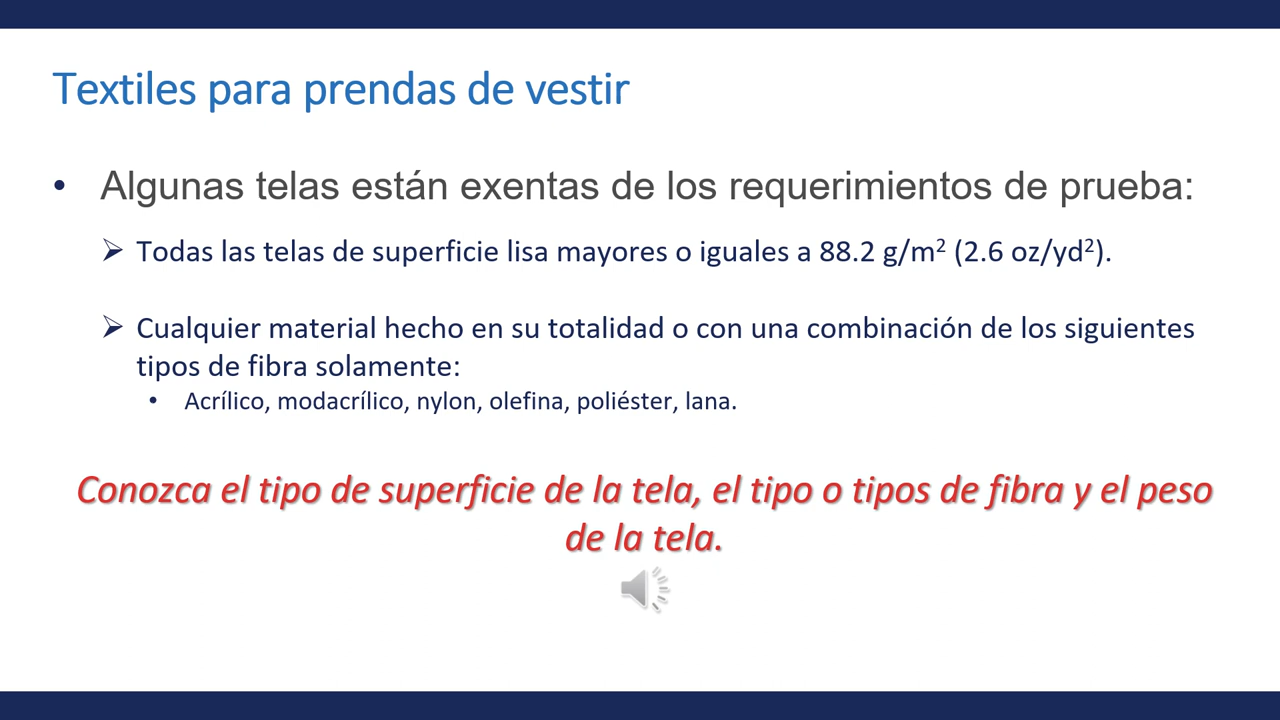 Textiles para prendas de vestir
• Algunas telas están exentas de los requerimientos de prueba:
➢ Todas las telas de superficie lisa mayores o iguales a 88.2 g/m² (2.6 oz/yd²).
➢ Cualquier material hecho en su totalidad o con una combinación de los siguientes
tipos de fibra solamente:
• Acrílico, modacrílico, nylon, olefina, poliéster, lana.
Conozca el tipo de superficie de la tela, el tipo o tipos de fibra y el peso
de la tela.